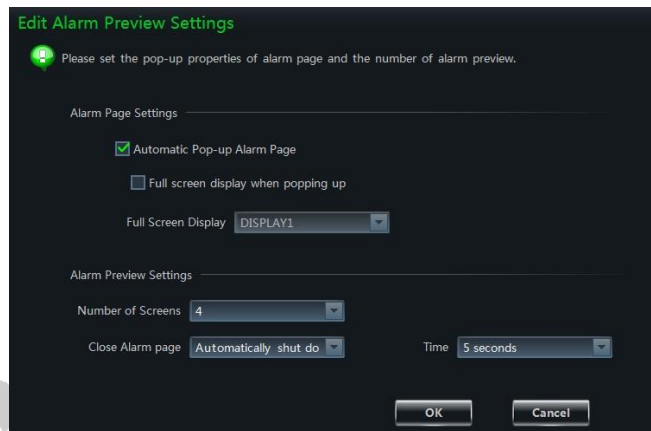 Edit Alarm Preview Settings
Please set the pop-up properties of alarm page and the number of alarm preview.
Alarm Page Settings
Automatic Pop-up Alarm Page
Full screen display when popping up
Full Screen Display DISPLAY1
Alarm Preview Settings
Number of Screens 4
Close Alarm page Automatically shut do Time 5 seconds
OK Cancel